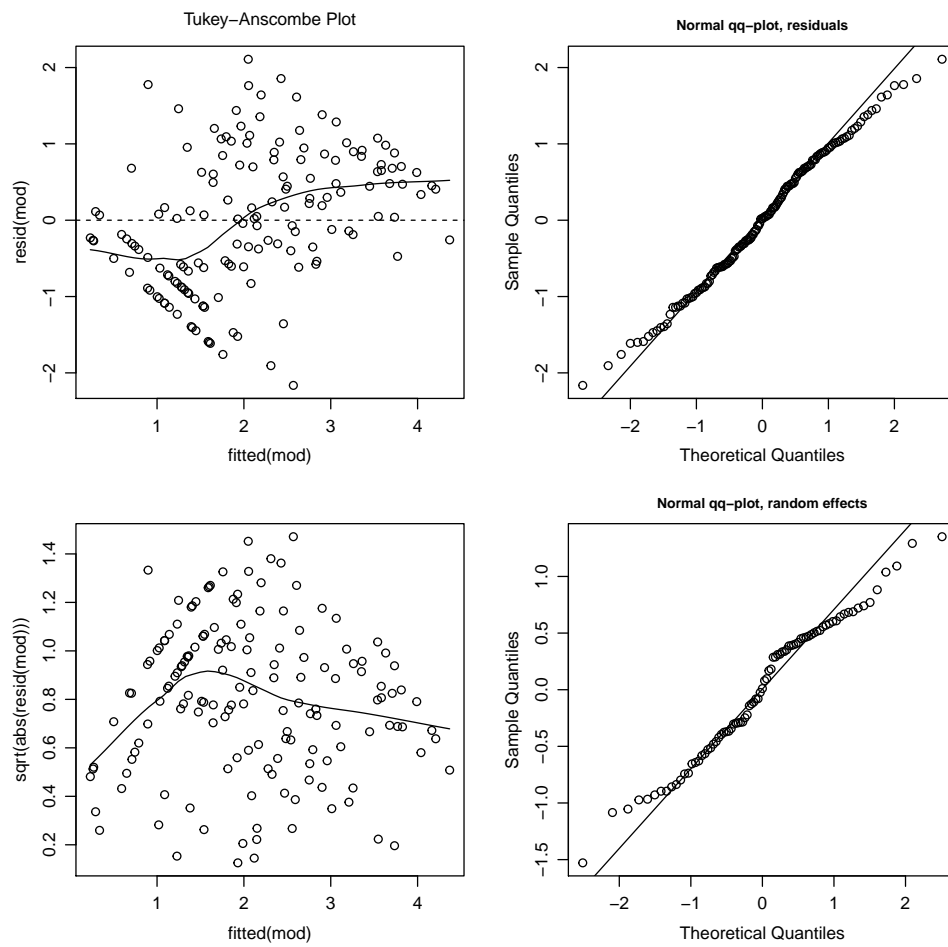 Tukey−Anscombe Plot
resid(mod)
2
1
0
−1
−2
1 2 3 4
fitted(mod)
Normal qq−plot, residuals
Sample Quantiles
2
1
0
−1
−2
−2 −1 0 1 2
Theoretical Quantiles
sqrt(abs(resid(mod)))
1.4
1.2
1.0
0.8
0.6
0.4
0.2
1 2 3 4
fitted(mod)
Normal qq−plot, random effects
Sample Quantiles
1.0
0.5
0.0
−0.5
−1.0
−1.5
−2 −1 0 1 2
Theoretical Quantiles